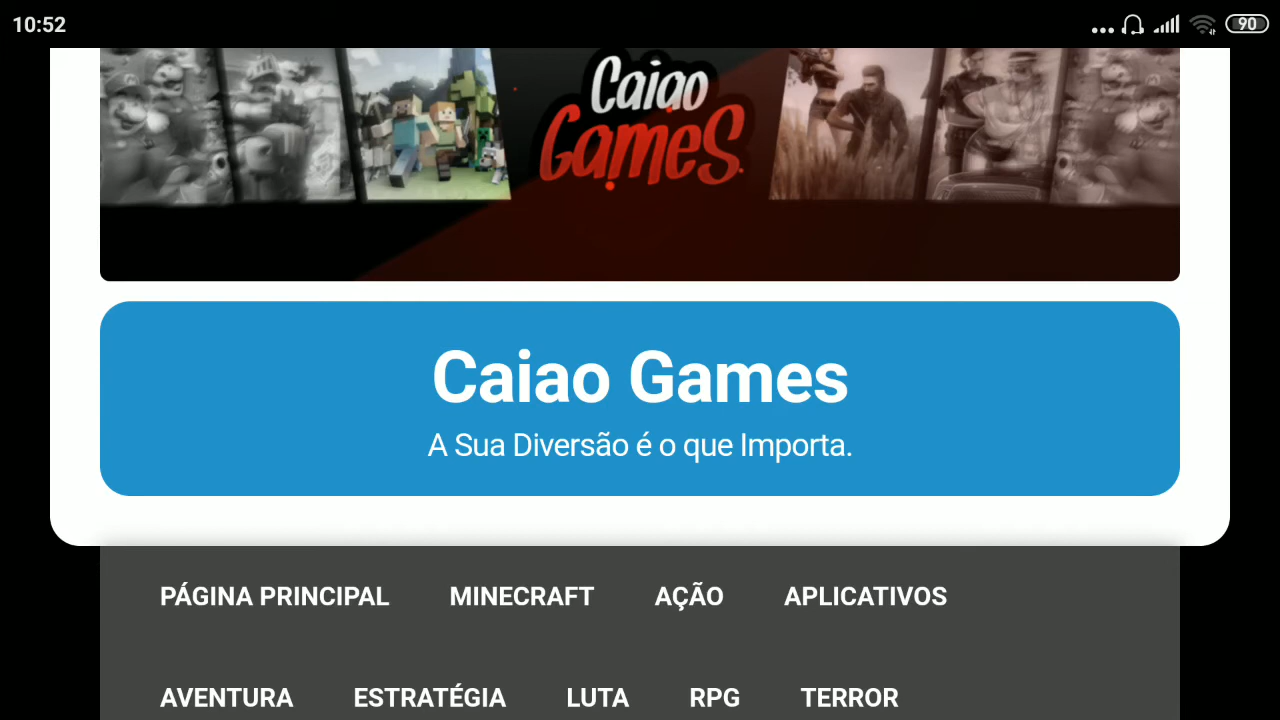 10:52
90
Caiao
GameS
Caiao Games
A Sua Diversão é o que Importa.
PÁGINA PRINCIPAL MINECRAFT AÇÃO APLICATIVOS
AVENTURA ESTRATÉGIA LUTA RPG TERROR